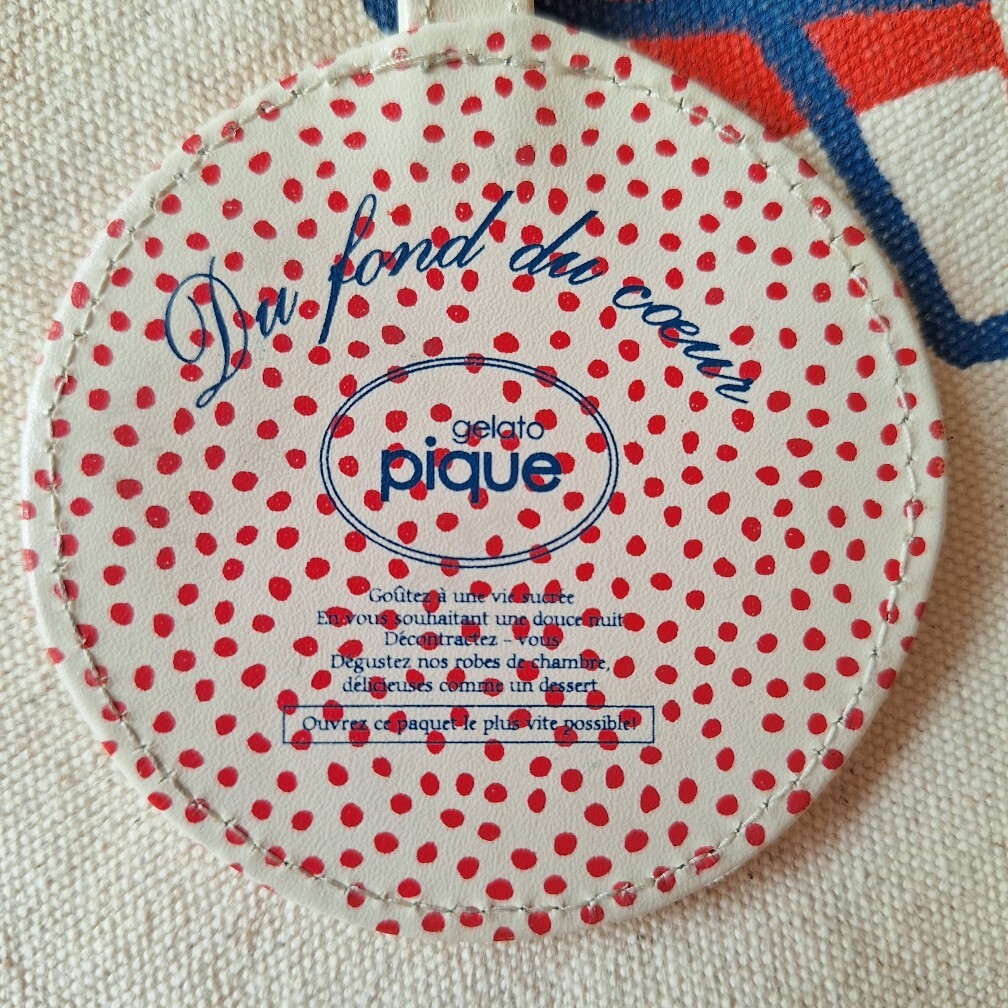 Du fond du cœur
gelato
pique
Goûtez à une vie sucrée
En vous souhaitant une douce nuit
Décontractez - vous
Dégustez nos robes de chambre,
délicieuses comme un dessert
Ouvrez ce paquet le plus vite possible!